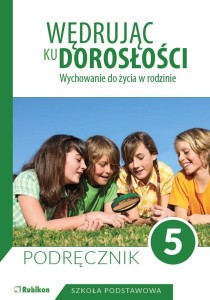 WĘDRUJĄC
KU DOROSŁOŚCI
Wychowanie do życia w rodzinie
PODRĘCZNIK 5
Rubikon
SZKOŁA PODSTAWOWA